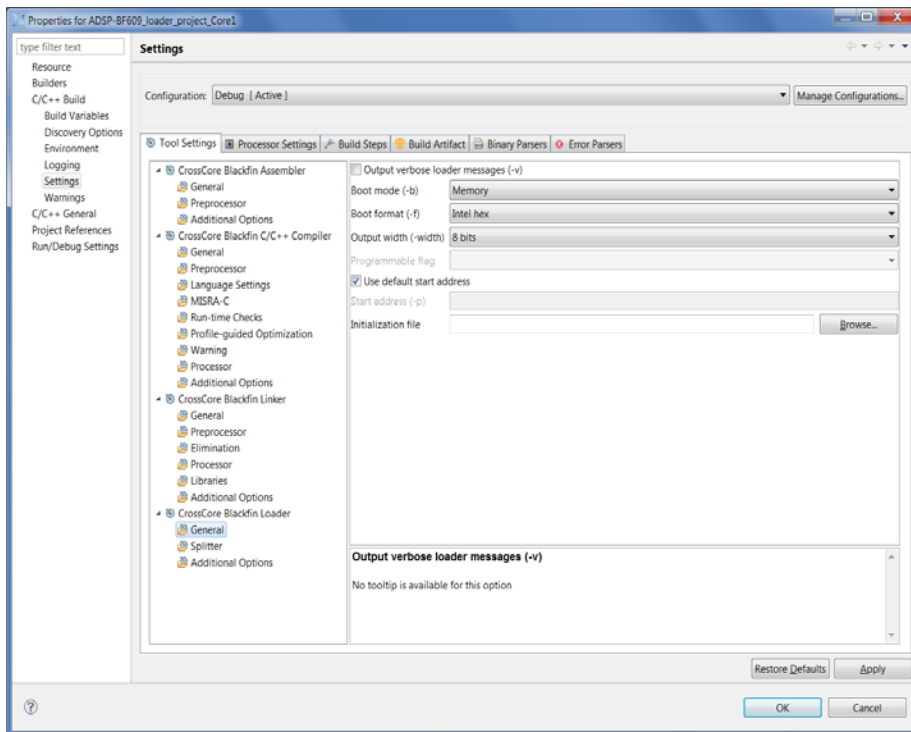 Properties for ADSP-BF609_loader_project_Core1
type filter text
Resource
Builders
C/C++ Build
Build Variables
Discovery Options
Environment
Logging
Settings
Warnings
C/C++ General
Project References
Run/Debug Settings
Settings
Configuration: Debug [ Active ]
Manage Configurations...
Tool Settings
Processor Settings
Build Steps
Build Artifact
Binary Parsers
Error Parsers
CrossCore Blackfin Assembler
General
Preprocessor
Additional Options
CrossCore Blackfin C/C++ Compiler
General
Preprocessor
Language Settings
MISRA-C
Run-time Checks
Profile-guided Optimization
Warning
Processor
Additional Options
CrossCore Blackfin Linker
General
Preprocessor
Elimination
Processor
Libraries
Additional Options
CrossCore Blackfin Loader
General
Splitter
Additional Options
Output verbose loader messages (-v)
Boot mode (-b) Memory
Boot format (-f) Intel hex
Output width (-width) 8 bits
Programmable flag
Use default start address
Start address (-p)
Initialization file
Browse...
Output verbose loader messages (-v)
No tooltip is available for this option
Restore Defaults
Apply
OK
Cancel